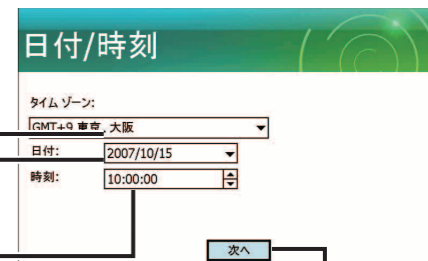 日付/時刻
タイム ゾーン:
GMT+9 東京, 大阪
日付: 2007/10/15
時刻: 10:00:00
次へ